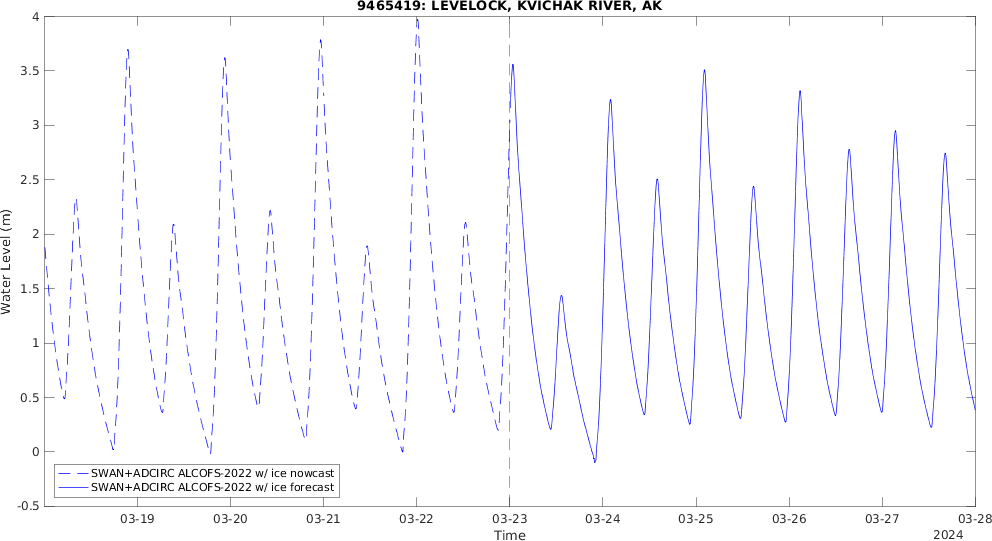 9465419: LEVELOCK, KVICHAK RIVER, AK
Water Level (m)
4
3.5
3
2.5
2
1.5
1
0.5
0
-0.5
SWAN+ADCIRC ALCOFS-2022 w/ ice nowcast
SWAN+ADCIRC ALCOFS-2022 w/ ice forecast
03-19 03-20 03-21 03-22 03-23 03-24 03-25 03-26 03-27 03-28
Time
2024